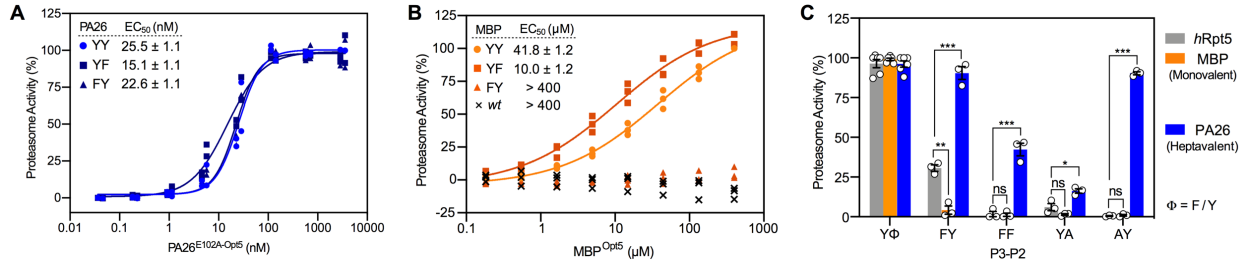 A
Proteasome Activity (%)
125
100
75
50
25
0
PA26 EC50 (nM)
YY 25.5 ± 1.1
YF 15.1 ± 1.1
FY 22.6 ± 1.1
0.01 0.1 1 10 100 1000 10000
PA26E102A-Opt5 (nM)
B
Proteasome Activity (%)
125
100
75
50
25
0
-25
MBP EC50 (µM)
YY 41.8 ± 1.2
YF 10.0 ± 1.2
FY > 400
wt > 400
0.1 1 10 100 1000
MBPOpt5 (µM)
C
Proteasome Activity (%)
125
100
75
50
25
0
***
**
***
ns
*
ns
***
ns
YΦ FY FF YA AY
P3-P2
hRpt5
MBP
(Monovalent)
PA26
(Heptavalent)
Φ = F / Y